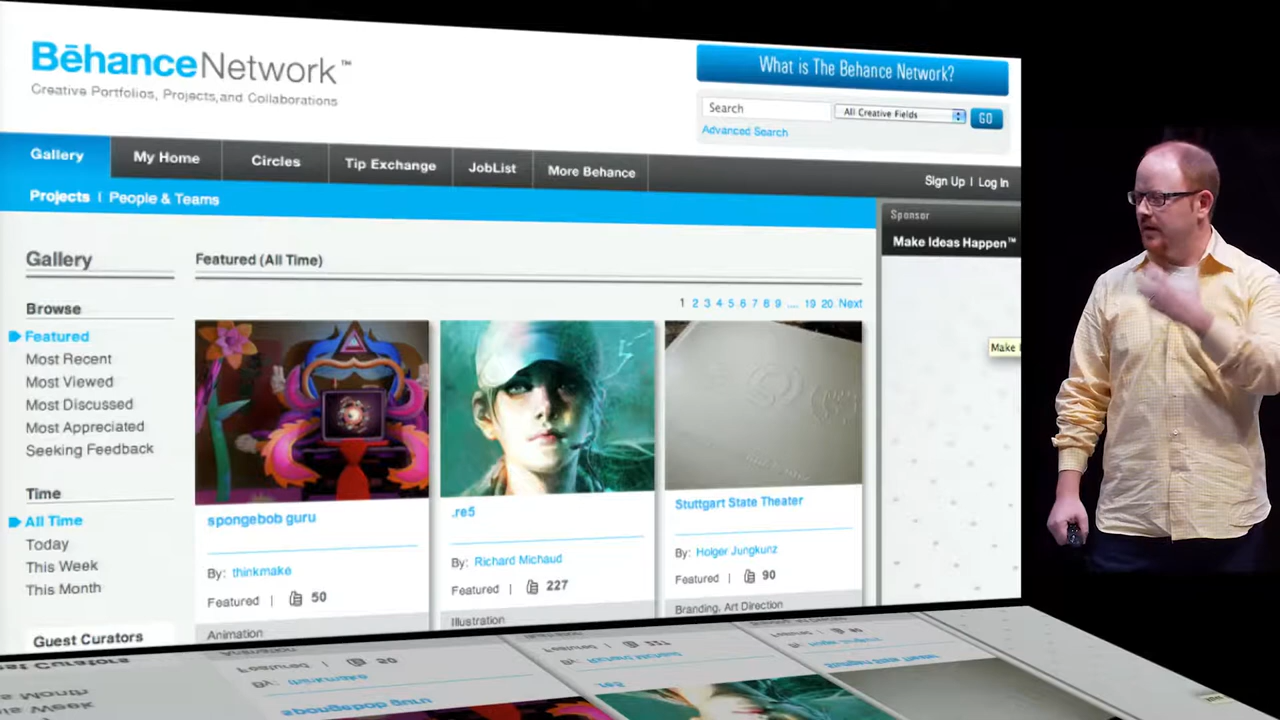 BēhanceNetwork™
Creative Portfolios, Projects,and Collaborations
What is The Behance Network?
Search
All Creative Fields
GO
Advanced Search
Gallery
My Home
Circles
Tip Exchange
JobList
More Behance
Sign Up | Log In
Projects | People & Teams
Sponsor
Make Ideas Happen™
Gallery
Featured (All Time)
Browse
1 2 3 4 5 6 7 8 9 .... 19 20 Next
Featured
Most Recent
Most Viewed
Most Discussed
Most Appreciated
Seeking Feedback
Time
All Time
Today
This Week
This Month
Guest Curators
spongebob guru
By: thinkmake
Featured | 50
Animation
.re5
By: Richard Michaud
Featured | 227
Illustration
Stuttgart State Theater
By: Holger Jungkunz
Featured | 90
Branding, Art Direction
Make